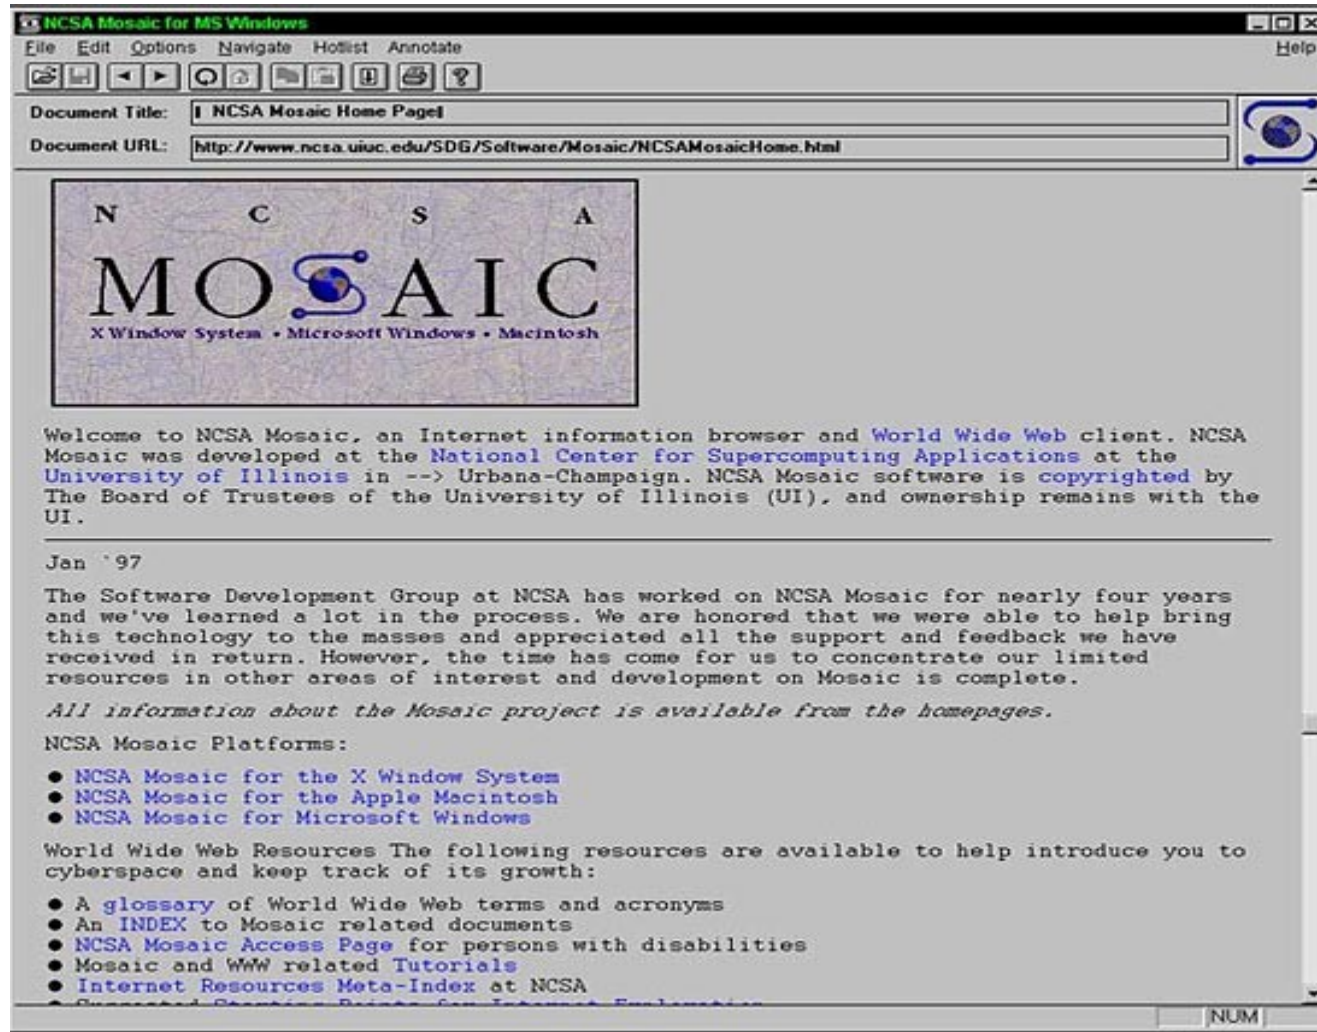 NCSA Mosaic for MS Windows
File Edit Options Navigate Hotlist Annotate Help
Document Title: NCSA Mosaic Home Page
Document URL: http://www.ncsa.uiuc.edu/SDG/Software/Mosaic/NCSAMosaicHome.html
N C S A
MOSAIC
X Window System • Microsoft Windows • Macintosh
Welcome to NCSA Mosaic, an Internet information browser and World Wide Web client. NCSA
Mosaic was developed at the National Center for Supercomputing Applications at the
University of Illinois in --> Urbana-Champaign. NCSA Mosaic software is copyrighted by
The Board of Trustees of the University of Illinois (UI), and ownership remains with the
UI.
Jan `97
The Software Development Group at NCSA has worked on NCSA Mosaic for nearly four years
and we've learned a lot in the process. We are honored that we were able to help bring
this technology to the masses and appreciated all the support and feedback we have
received in return. However, the time has come for us to concentrate our limited
resources in other areas of interest and development on Mosaic is complete.
All information about the Mosaic project is available from the homepages.
NCSA Mosaic Platforms:
● NCSA Mosaic for the X Window System
● NCSA Mosaic for the Apple Macintosh
● NCSA Mosaic for Microsoft Windows
World Wide Web Resources The following resources are available to help introduce you to
cyberspace and keep track of its growth:
● A glossary of World Wide Web terms and acronyms
● An INDEX to Mosaic related documents
● NCSA Mosaic Access Page for persons with disabilities
● Mosaic and WWW related Tutorials
● Internet Resources Meta-Index at NCSA
NUM